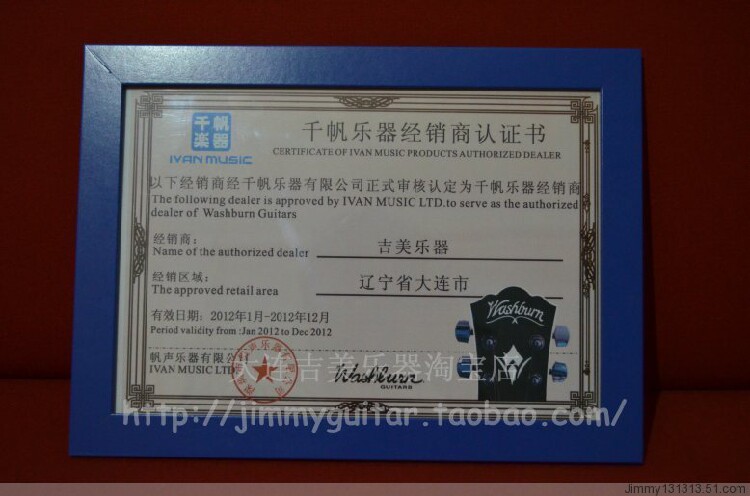 千帆
楽器
IVAN MUSIC
千帆乐器经销商认证书
CERTIFICATE OF IVAN MUSIC PRODUCTS AUTHORIZED DEALER
以下经销商经千帆乐器有限公司正式审核认定为千帆乐器经销商
The following dealer is approved by IVAN MUSIC LTD.to serve as the authorized
dealer of Washburn Guitars
经销商： 吉美乐器
Name of the authorized dealer
经销区域： 辽宁省大连市
The approved retail area
有效日期：2012年1月-2012年12月
Period validity from :Jan 2012 to Dec 2012
Washburn
帆声乐器有限公司
IVAN MUSIC LTD
大连吉美乐器淘宝店
Washburn
GUITARS
http://jimmyguitar.taobao.com/
Jimmy131313.51.com